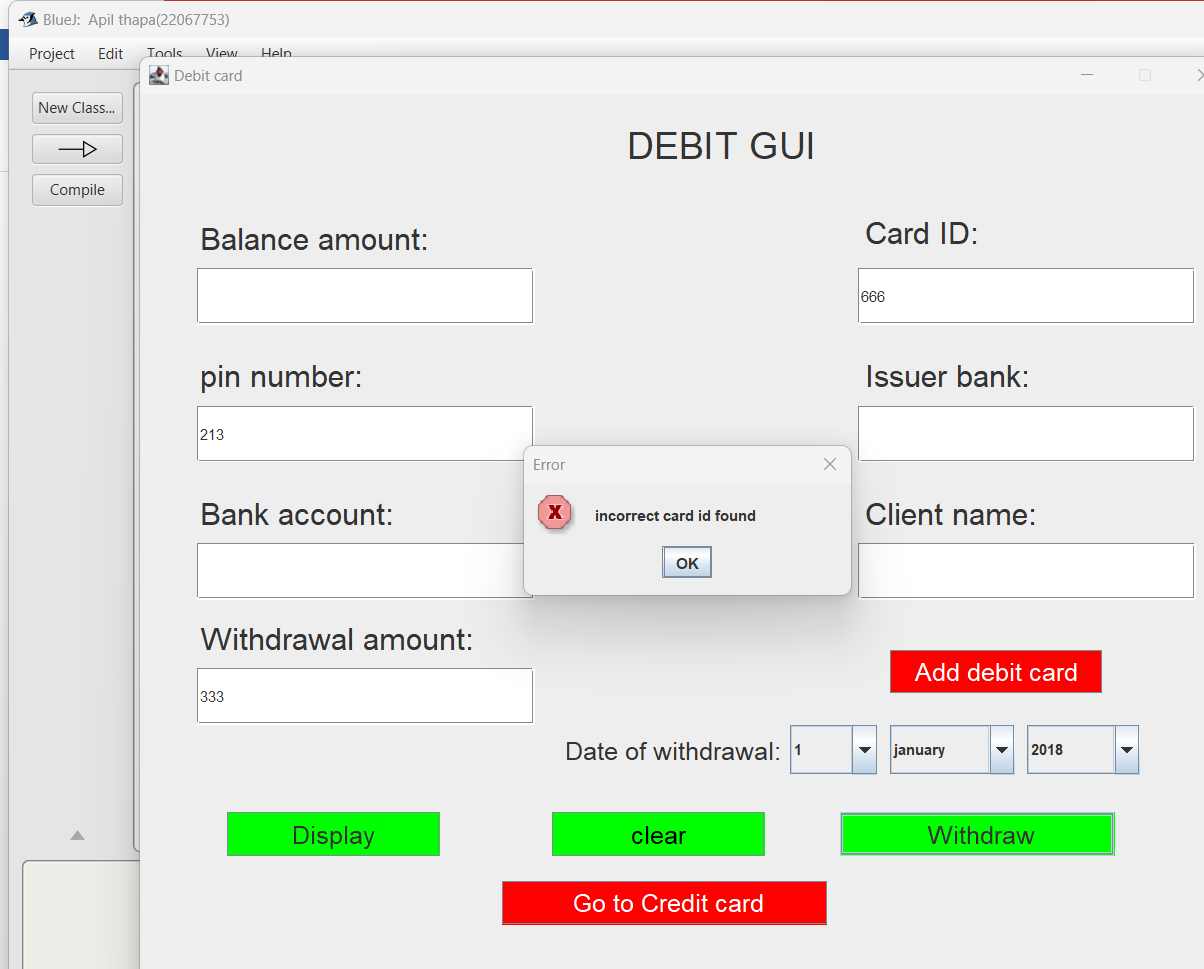 BlueJ: Apil thapa(22067753)
Project Edit Tools View Help
Debit card
New Class...
Compile
DEBIT GUI
Balance amount:
Card ID:
666
pin number:
Issuer bank:
213
Error
incorrect card id found
OK
Bank account:
Client name:
Withdrawal amount:
333
Add debit card
Date of withdrawal: 1 january 2018
Display clear Withdraw
Go to Credit card